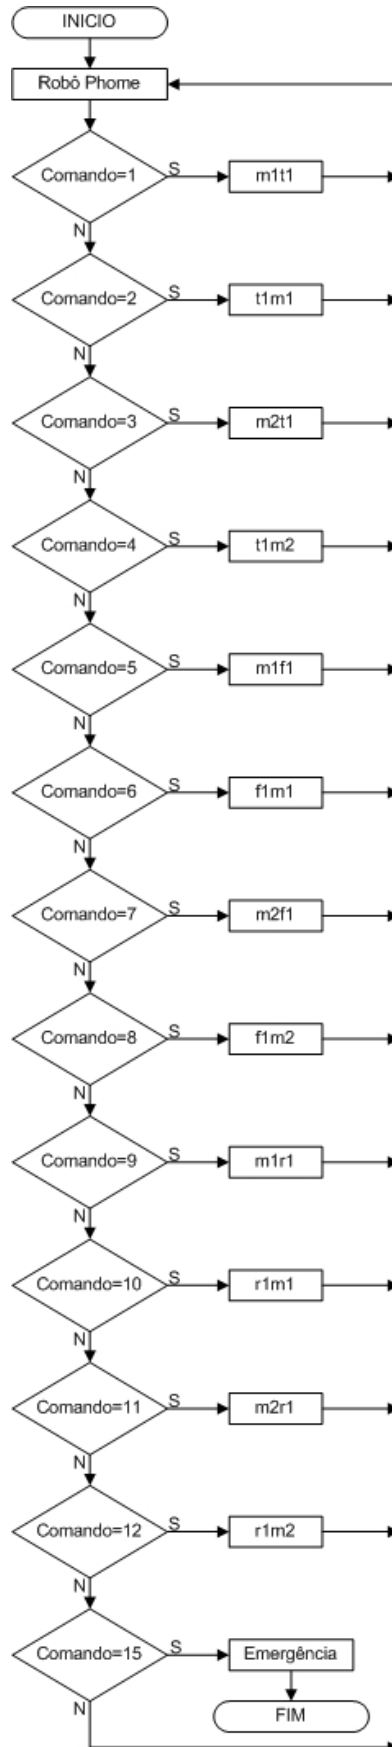 INICIO
Robô Phome
Comando=1
S
m1t1
N
Comando=2
S
t1m1
N
Comando=3
S
m2t1
N
Comando=4
S
t1m2
N
Comando=5
S
m1f1
N
Comando=6
S
f1m1
N
Comando=7
S
m2f1
N
Comando=8
S
f1m2
N
Comando=9
S
m1r1
N
Comando=10
S
r1m1
N
Comando=11
S
m2r1
N
Comando=12
S
r1m2
N
Comando=15
S
Emergência
N
FIM